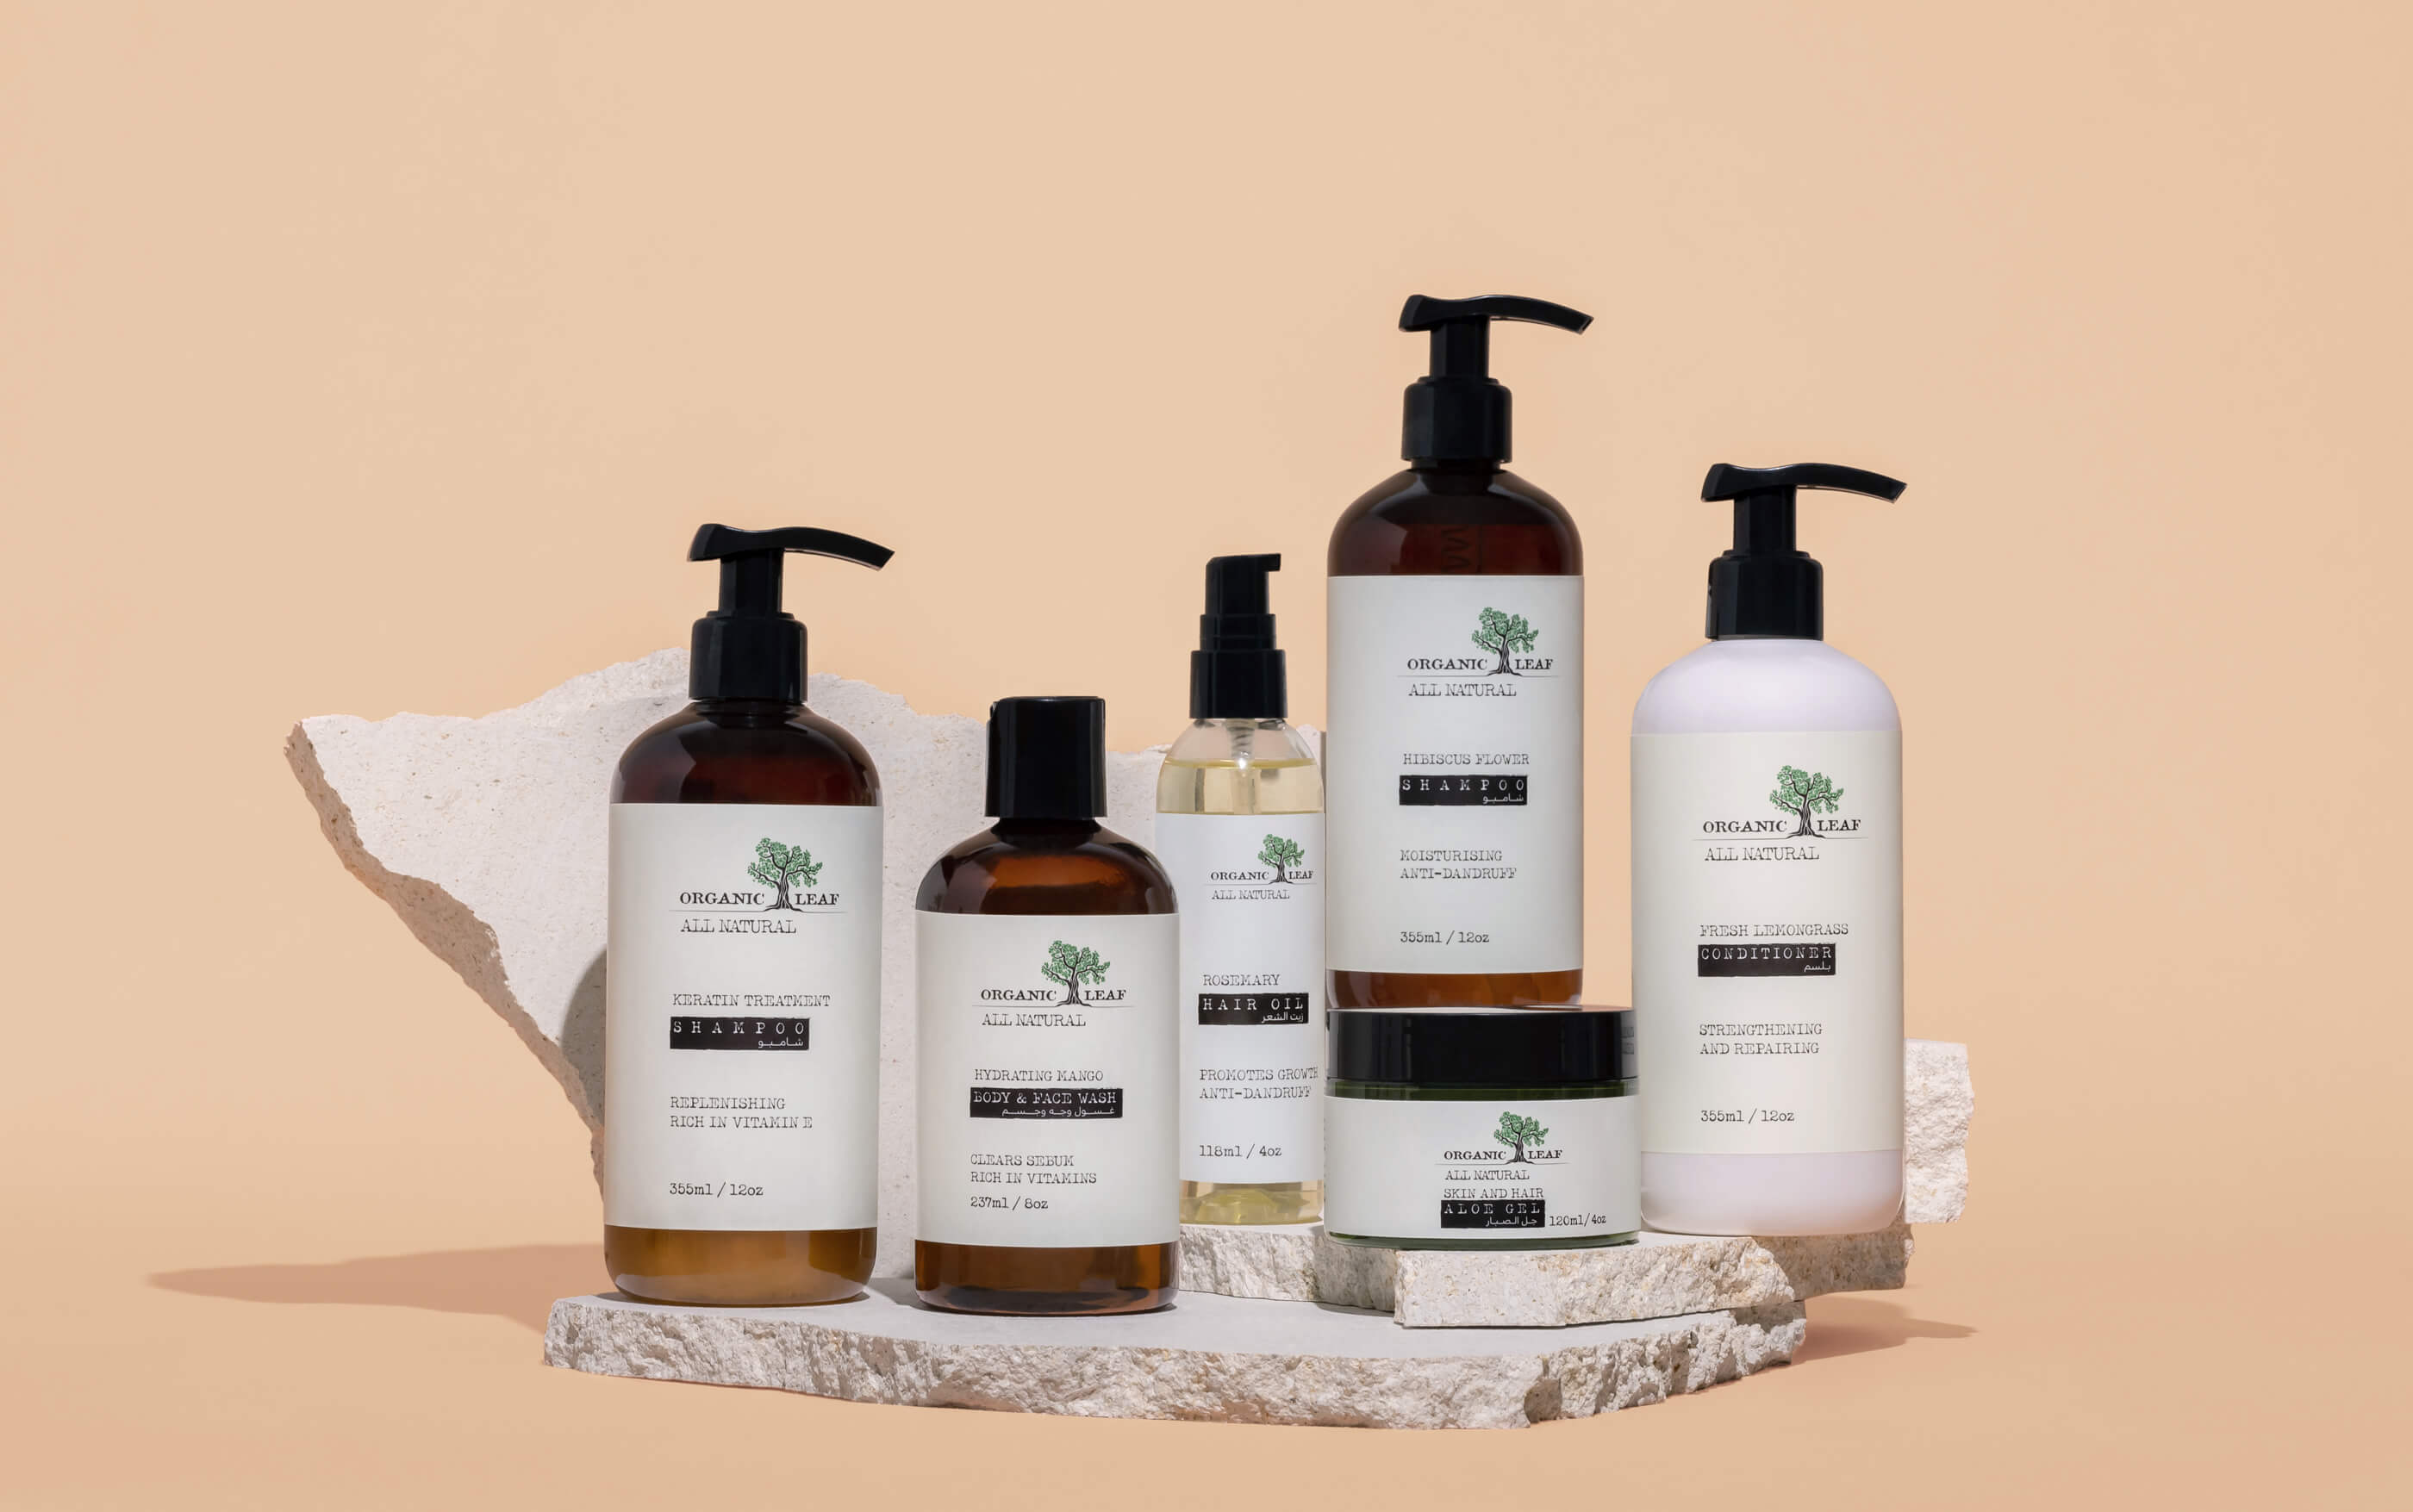 ORGANIC LEAF
ALL NATURAL
KERATIN TREATMENT
SHAMPOO
شامبو
REPLENISHING
RICH IN VITAMIN E
355ml / 12oz
ORGANIC LEAF
ALL NATURAL
HYDRATING MANGO
BODY & FACE WASH
غسول وجه وجسم
CLEARS SEBUM
RICH IN VITAMINS
237ml / 8oz
ORGANIC LEAF
ALL NATURAL
ROSEMARY
HAIR OIL
زيت الشعر
PROMOTES GROWTH
ANTI-DANDRUFF
118ml / 4oz
ORGANIC LEAF
ALL NATURAL
HIBISCUS FLOWER
SHAMPOO
شامبو
MOISTURISING
ANTI-DANDRUFF
355ml / 12oz
ORGANIC LEAF
ALL NATURAL
SKIN AND HAIR
ALOE GEL
جل الصبار
120ml/4oz
ORGANIC LEAF
ALL NATURAL
FRESH LEMONGRASS
CONDITIONER
بلسم
STRENGTHENING
AND REPAIRING
355ml / 12oz